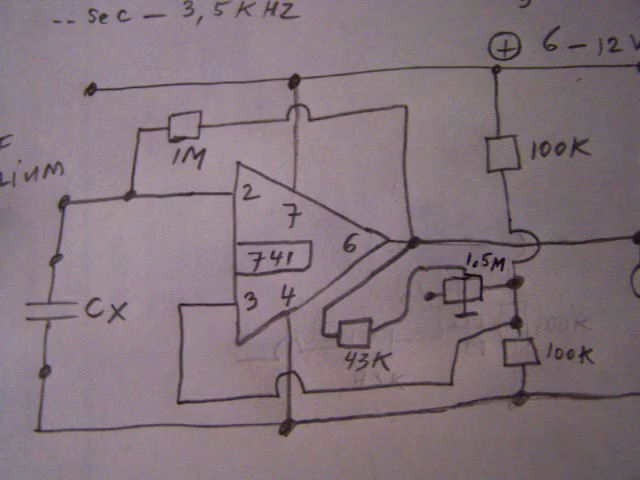 .. sec - 3,5 KHZ
+ 6 - 12 V
1M
100K
2
7
741
6
1.5M
3
4
CX
43K
100K